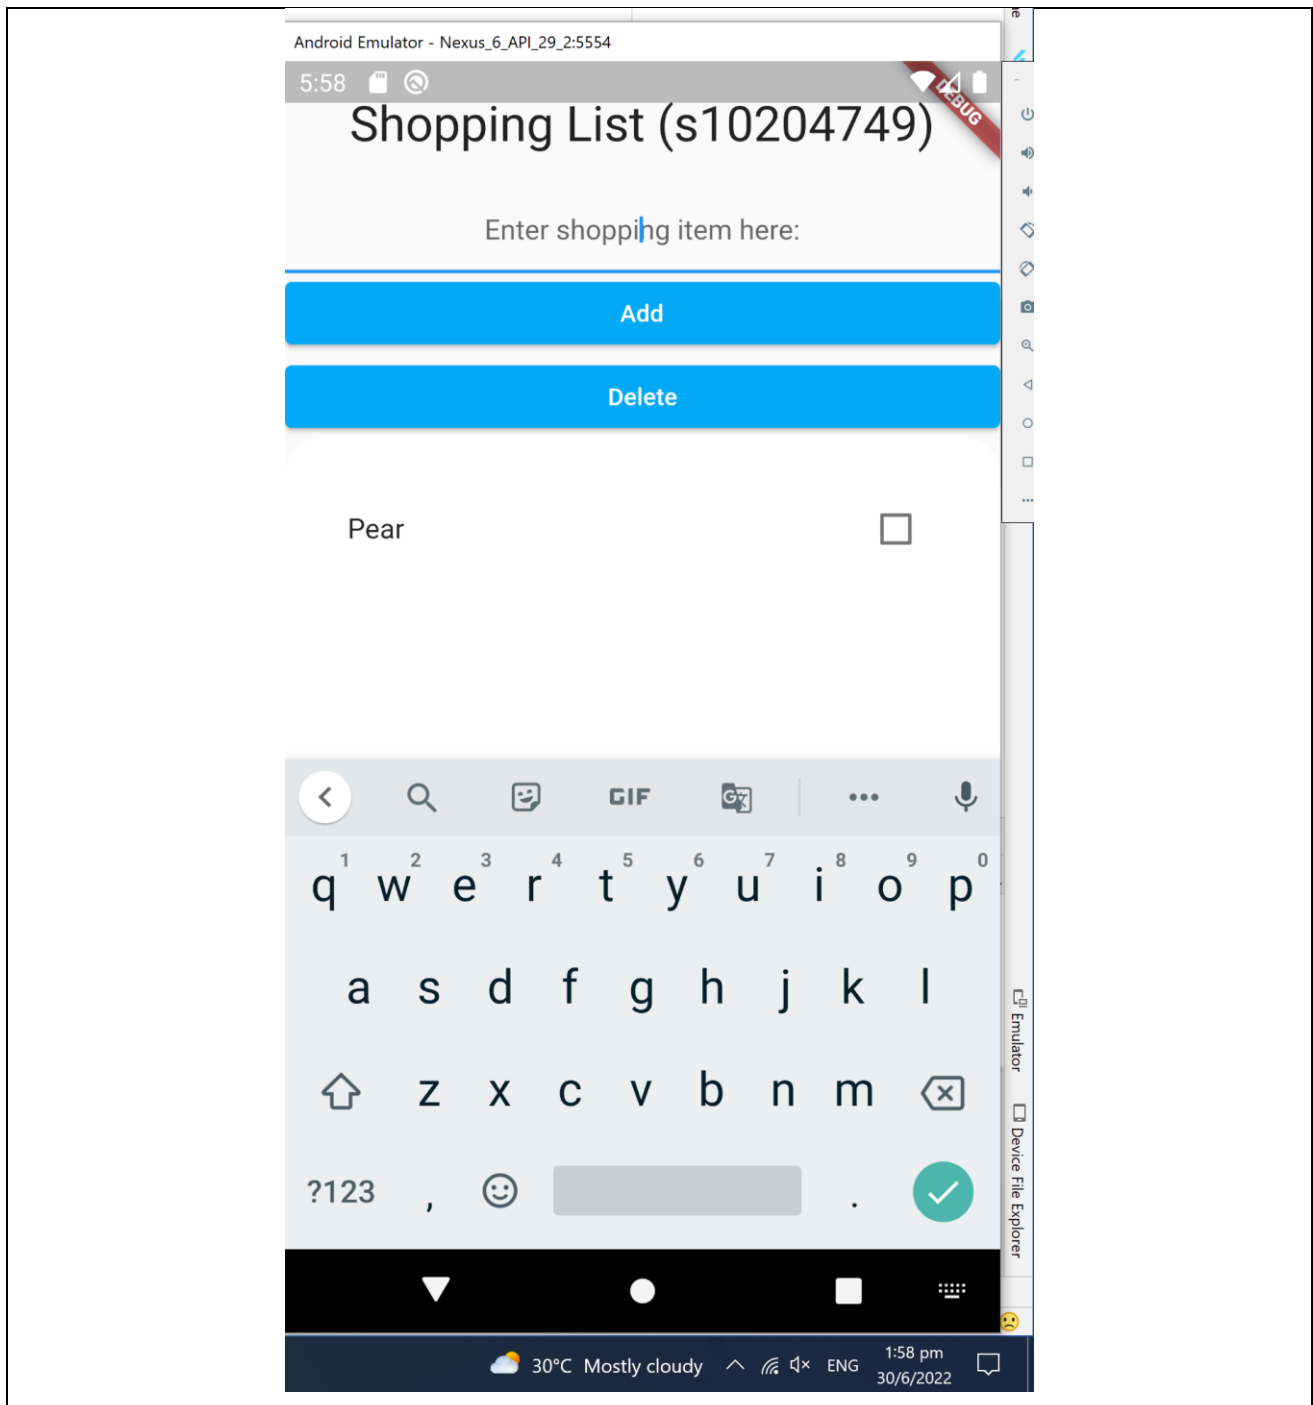 Android Emulator - Nexus_6_API_29_2:5554
5:58
DEBUG
Shopping List (s10204749)
Enter shopping item here:
Add
Delete
Pear
GIF
G
q 1 w 2 e 3 r 4 t 5 y 6 u 7 i 8 o 9 p 0
a s d f g h j k l
z x c v b n m
?123 , .
Emulator
Device File Explorer
30°C Mostly cloudy ENG
1:58 pm
30/6/2022